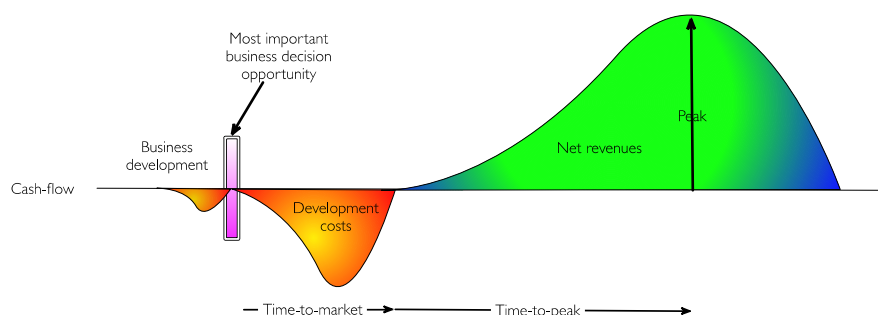 Most important
business decision
opportunity
Business
development
Peak
Net revenues
Cash-flow
Development
costs
Time-to-market
Time-to-peak